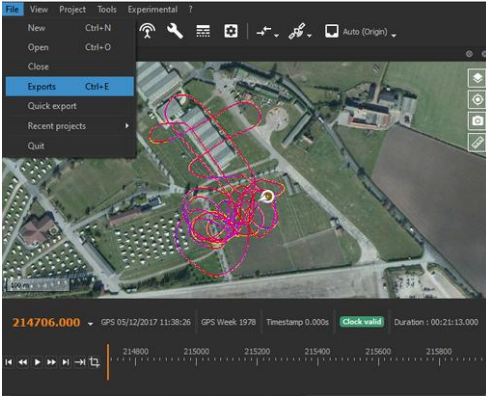 File View Project Tools Experimental ?
New Ctrl+N
Open Ctrl+O
Close
Exports Ctrl+E
Quick export
Recent projects
Quit
Auto (Origin)
100 m
214706.000 GPS 05/12/2017 11:38:26 GPS Week 1978 Timestamp 0.000s Clock valid Duration : 00:21:13.000
214800 215000 215200 215400 215600 215800